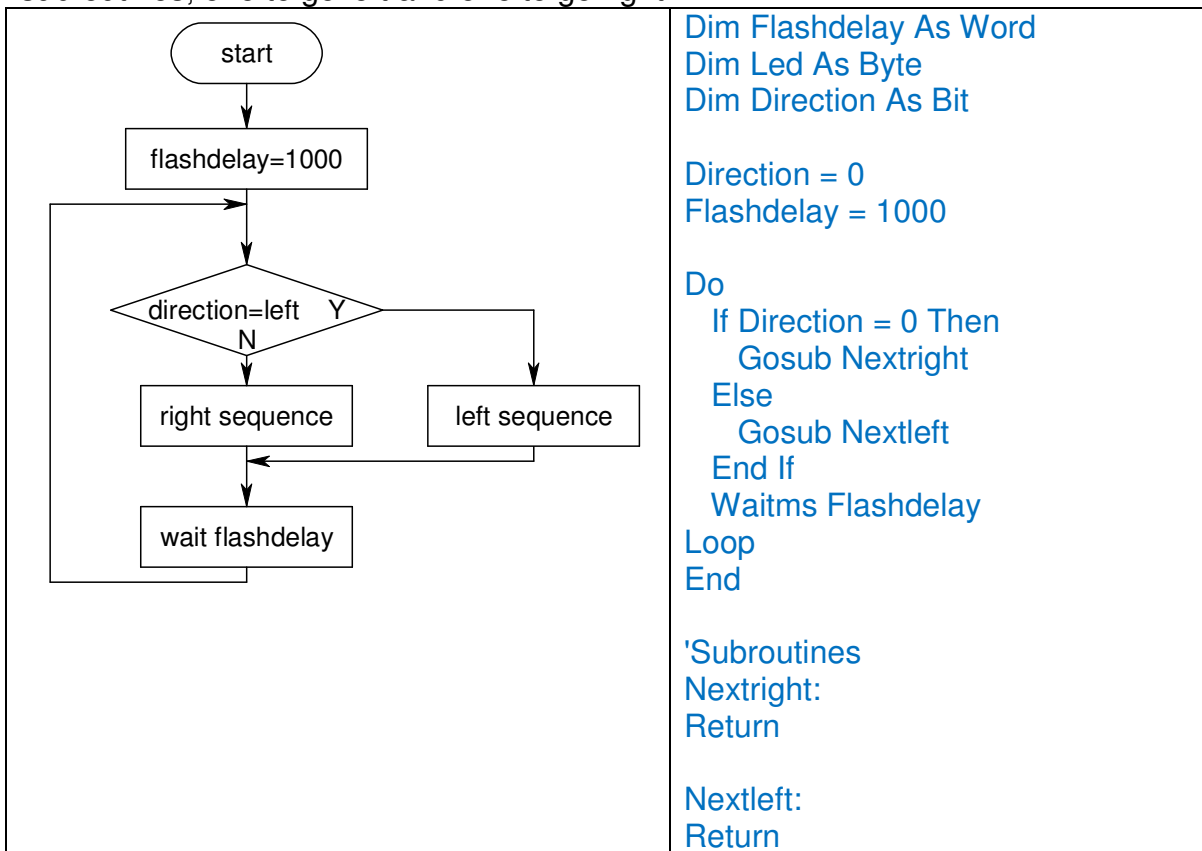 start
flashdelay=1000
direction=left Y
N
right sequence
left sequence
wait flashdelay
Dim Flashdelay As Word
Dim Led As Byte
Dim Direction As Bit
Direction = 0
Flashdelay = 1000
Do
If Direction = 0 Then
Gosub Nextright
Else
Gosub Nextleft
End If
Waitms Flashdelay
Loop
End
'Subroutines
Nextright:
Return
Nextleft:
Return